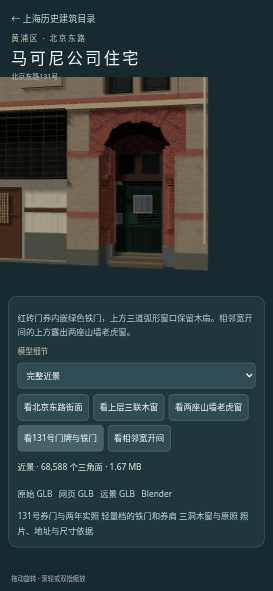 ← 上海历史建筑目录
黄浦区 · 北京东路
马可尼公司住宅
北京东路131号
红砖门券内嵌绿色铁门，上方三道弧形窗口保留木扇。相邻宽开
间的上方露出两座山墙老虎窗。
模型细节
完整近景
看北京东路街面
看上层三联木窗
看两座山墙老虎窗
看131号门牌与铁门
看相邻宽开间
近景 · 68,588 个三角面 · 1.67 MB
原始 GLB 网页 GLB 远景 GLB Blender
131号券门与两年实照 轻量档的铁门和券肩 三洞木窗与原照 照
片、地址与尺寸依据
拖动旋转 · 滚轮或双指缩放